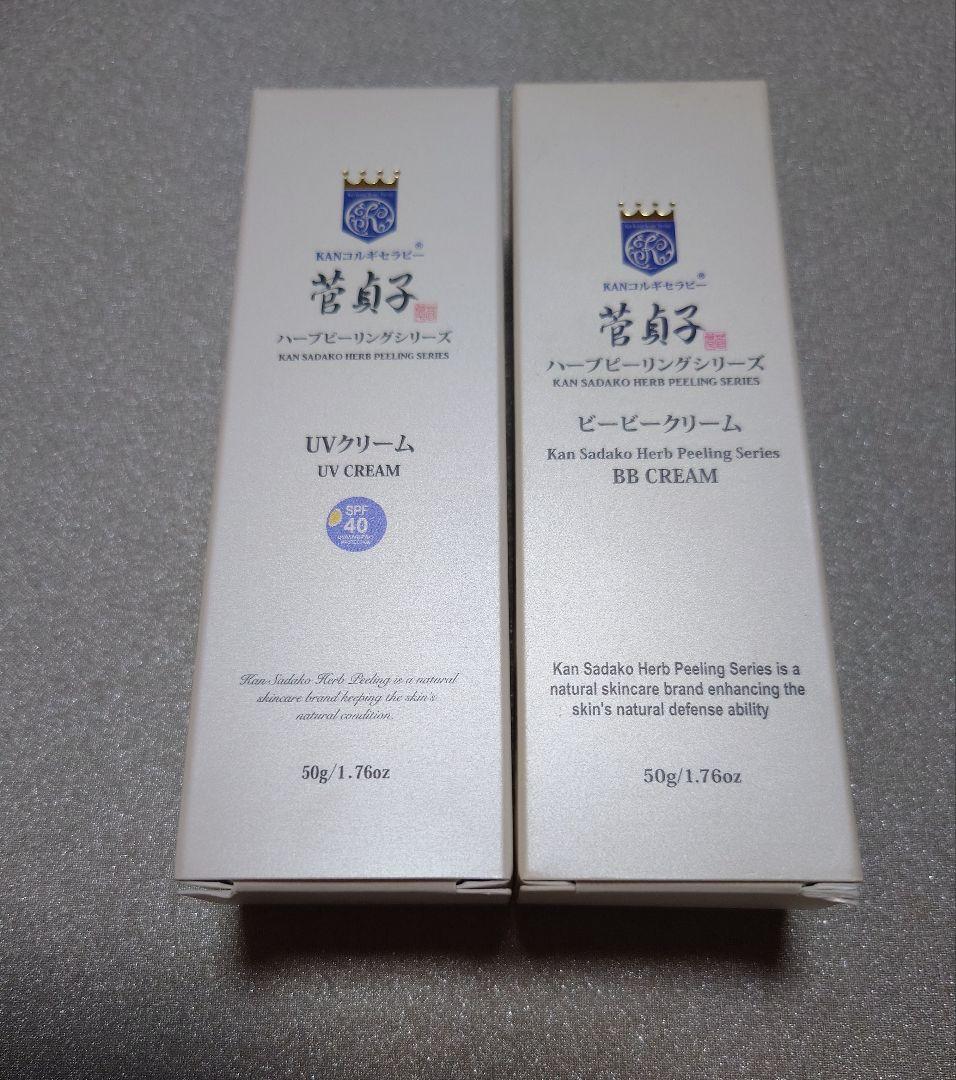 KANコルギセラピー®
菅貞子
ハーブピーリングシリーズ
KAN SADAKO HERB PEELING SERIES
UVクリーム
UV CREAM
SPF
40
Kan Sadako Herb Peeling is a natural
skincare brand keeping the skin's
natural condition.
50g/1.76oz
KANコルギセラピー®
菅貞子
ハーブピーリングシリーズ
KAN SADAKO HERB PEELING SERIES
ビービークリーム
Kan Sadako Herb Peeling Series
BB CREAM
Kan Sadako Herb Peeling Series is a
natural skincare brand enhancing the
skin's natural defense ability
50g/1.76oz